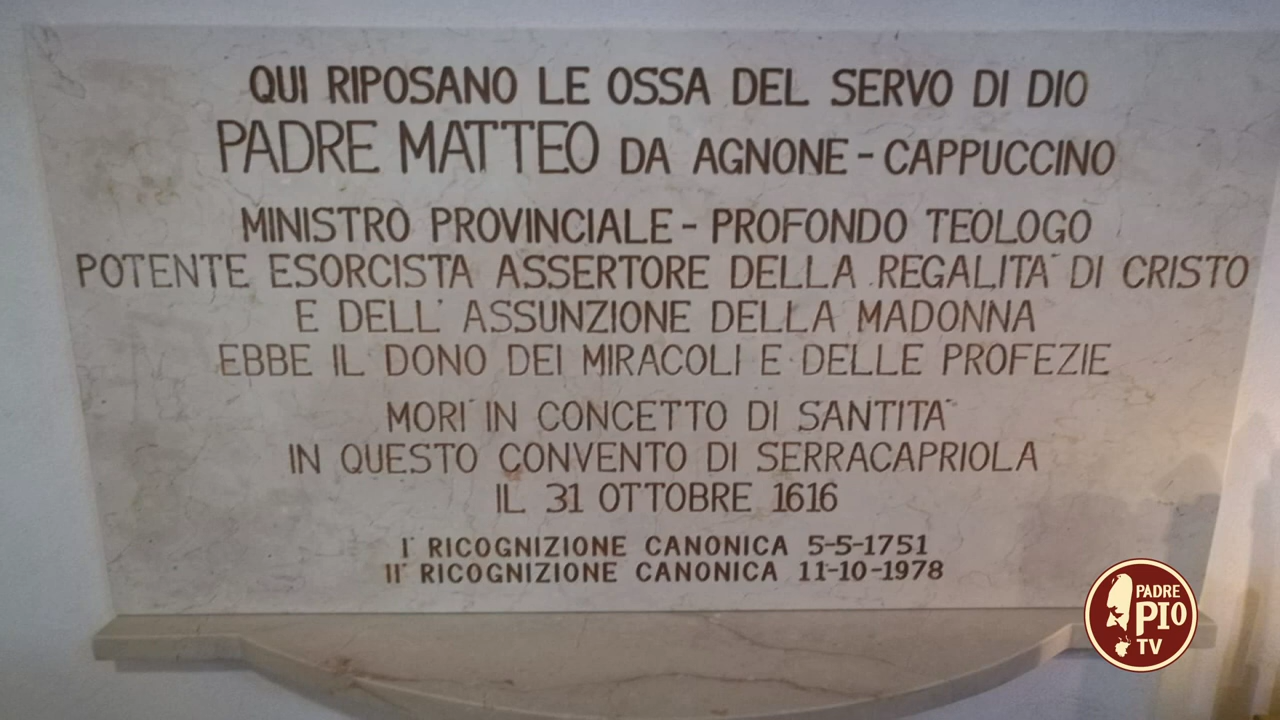 QUI RIPOSANO LE OSSA DEL SERVO DI DIO
PADRE MATTEO DA AGNONE - CAPPUCCINO
MINISTRO PROVINCIALE - PROFONDO TEOLOGO
POTENTE ESORCISTA ASSERTORE DELLA REGALITA' DI CRISTO
E DELL' ASSUNZIONE DELLA MADONNA
EBBE IL DONO DEI MIRACOLI E DELLE PROFEZIE
MORI' IN CONCETTO DI SANTITA'
IN QUESTO CONVENTO DI SERRACAPRIOLA
IL 31 OTTOBRE 1616
I' RICOGNIZIONE CANONICA 5-5-1751
II' RICOGNIZIONE CANONICA 11-10-1978
PADRE
PIO
TV